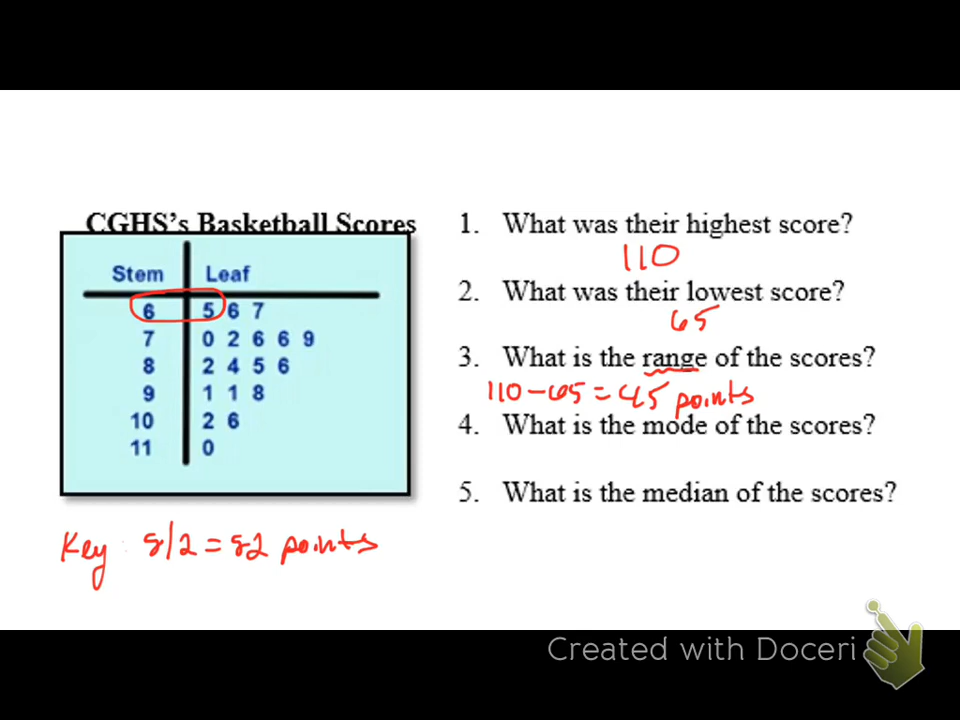 CGHS's Basketball Scores
Stem Leaf
6 5 6 7
7 0 2 6 6 9
8 2 4 5 6
9 1 1 8
10 2 6
11 0
Key : 8/2 = 82 points
1. What was their highest score?
110
2. What was their lowest score?
65
3. What is the range of the scores?
110 - 65 = 45 points
4. What is the mode of the scores?
5. What is the median of the scores?
Created with Doceri